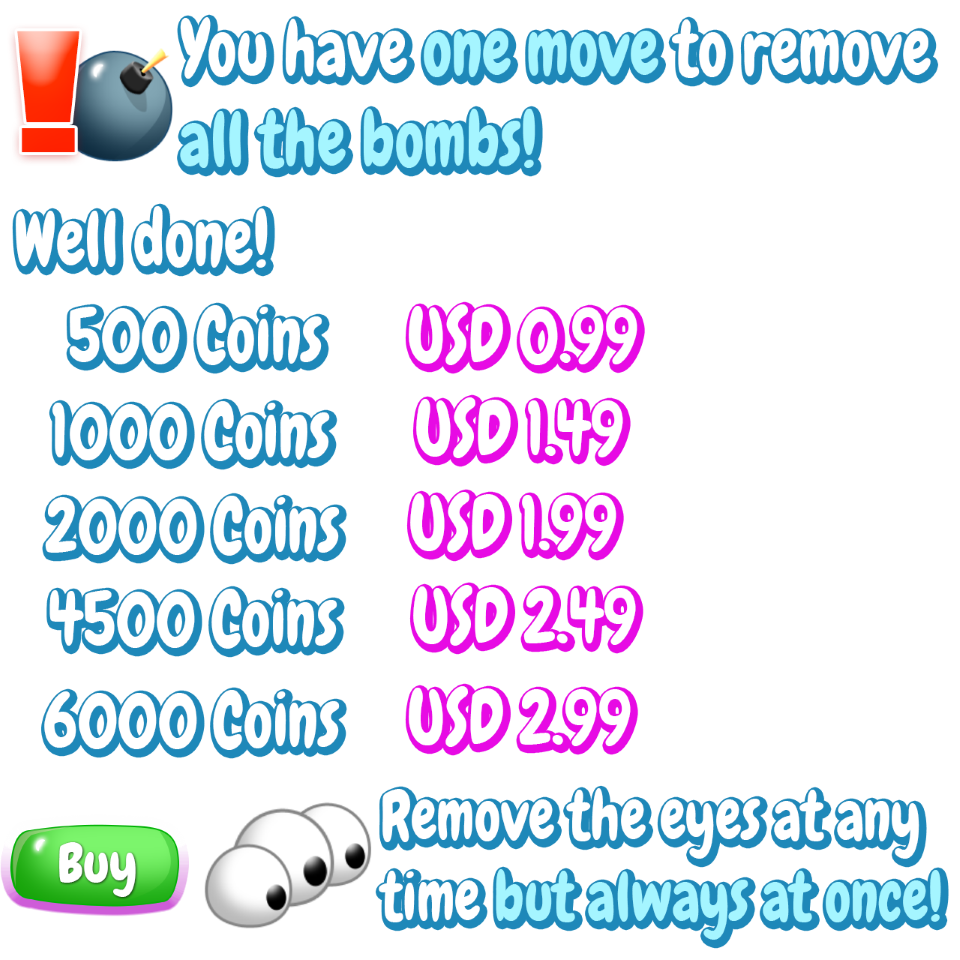 You have one move to remove
all the bombs!
Well done!
500 Coins USD 0.99
1000 Coins USD 1.49
2000 Coins USD 1.99
4500 Coins USD 2.49
6000 Coins USD 2.99
Buy
Remove the eyes at any
time but always at once!